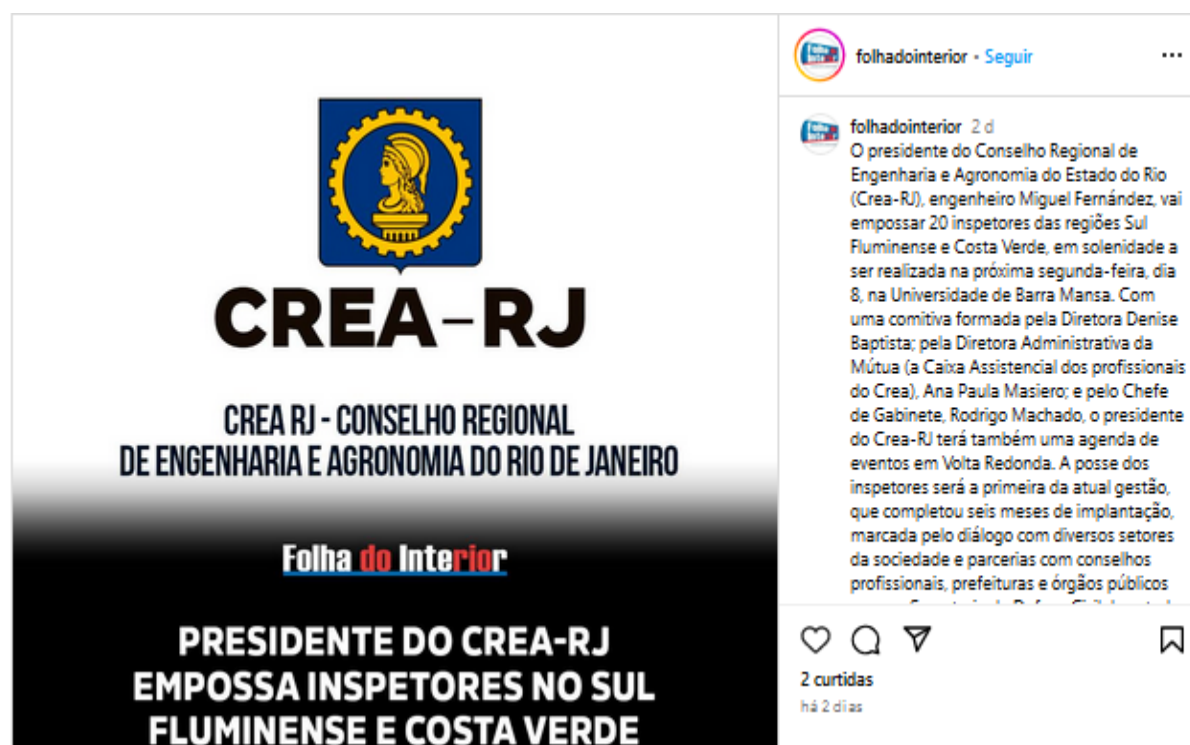 CREA-RJ
CREA RJ - CONSELHO REGIONAL
DE ENGENHARIA E AGRONOMIA DO RIO DE JANEIRO
Folha do Interior
PRESIDENTE DO CREA-RJ
EMPOSSA INSPETORES NO SUL
FLUMINENSE E COSTA VERDE
folhadointerior • Seguir
folhadointerior 2 d
O presidente do Conselho Regional de
Engenharia e Agronomia do Estado do Rio
(Crea-RJ), engenheiro Miguel Fernández, vai
empossar 20 inspetores das regiões Sul
Fluminense e Costa Verde, em solenidade a
ser realizada na próxima segunda-feira, dia
8, na Universidade de Barra Mansa. Com
uma comitiva formada pela Diretora Denise
Baptista; pela Diretora Administrativa da
Mútua (a Caixa Assistencial dos profissionais
do Crea), Ana Paula Masiero; e pelo Chefe
de Gabinete, Rodrigo Machado, o presidente
do Crea-RJ terá também uma agenda de
eventos em Volta Redonda. A posse dos
inspetores será a primeira da atual gestão,
que completou seis meses de implantação,
marcada pelo diálogo com diversos setores
da sociedade e parcerias com conselhos
profissionais, prefeituras e órgãos públicos
2 curtidas
há 2 dias